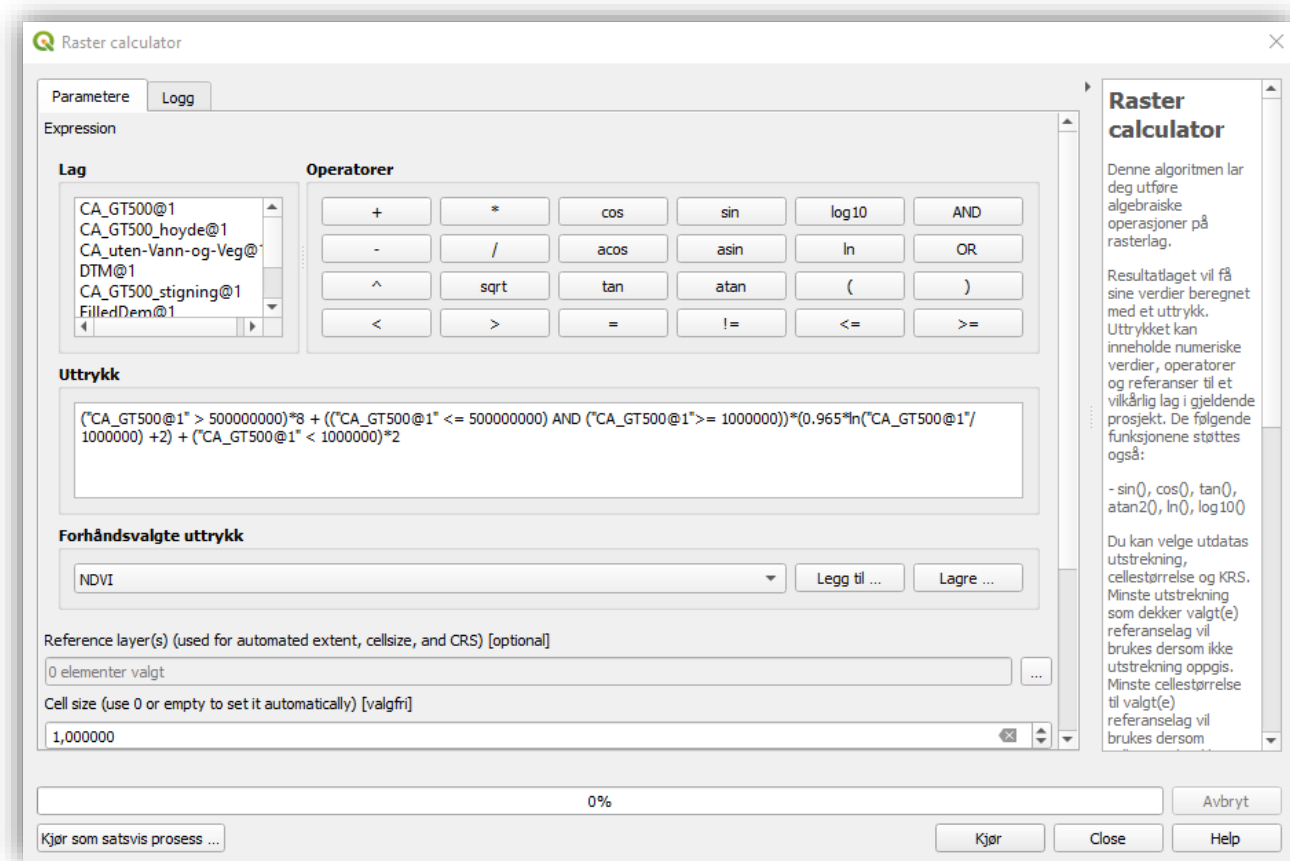 Raster calculator
Parametere
Logg
Expression
Lag
CA_GT500@1
CA_GT500_hoyde@1
CA_uten-Vann-og-Veg@
DTM@1
CA_GT500_stigning@1
FilledDem@1
Operatorer
+ * cos sin log10 AND
- / acos asin ln OR
^ sqrt tan atan ( )
< > = != <= >=
Uttrykk
("CA_GT500@1" > 500000000)*8 + (("CA_GT500@1" <= 500000000) AND ("CA_GT500@1">= 1000000))*(0.965*ln("CA_GT500@1"/
1000000) +2) + ("CA_GT500@1" < 1000000)*2
Forhåndsvalgte uttrykk
NDVI
Legg til ...
Lagre ...
Reference layer(s) (used for automated extent, cellsize, and CRS) [optional]
0 elementer valgt
...
Cell size (use 0 or empty to set it automatically) [valgfri]
1,000000
Raster
calculator
Denne algoritmen lar
deg utføre
algebraiske
operasjoner på
rasterlag.
Resultatlaget vil få
sine verdier beregnet
med et uttrykk.
Uttrykket kan
inneholde numeriske
verdier, operatorer
og referanser til et
vilkårlig lag i gjeldende
prosjekt. De følgende
funksjonene støttes
også:
- sin(), cos(), tan(),
atan2(), ln(), log10()
Du kan velge utdatas
utstrekning,
cellestørrelse og KRS.
Minste utstrekning
som dekker valgt(e)
referanselag vil
brukes dersom ikke
utstrekning oppgis.
Minste cellestørrelse
til valgt(e)
referanselag vil
brukes dersom
0%
Avbryt
Kjør som satsvis prosess ...
Kjør
Close
Help